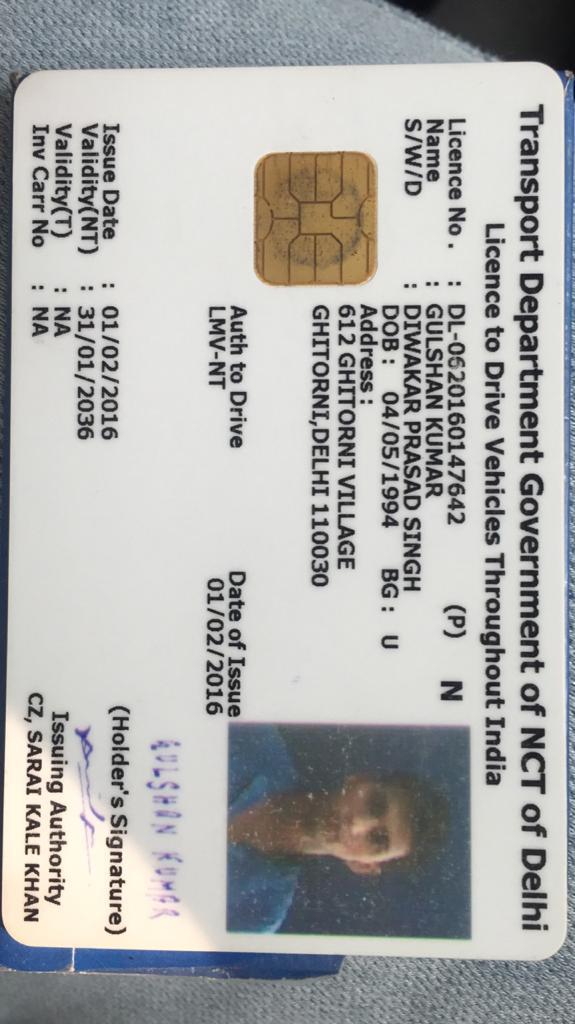 Transport Department Government of NCT of Delhi
Licence to Drive Vehicles Throughout India
Licence No. : DL-0620160147642 (P) N
Name : GULSHAN KUMAR
S/W/D : DIWAKAR PRASAD SINGH
DOB : 04/05/1994 BG : U
Address :
612 GHITORNI VILLAGE
GHITORNI,DELHI 110030
Auth to Drive Date of Issue
LMV-NT 01/02/2016
GULSHAN KUMAR
Issue Date : 01/02/2016 (Holder's Signature)
Validity(NT) : 31/01/2036
Validity(T) : NA Issuing Authority
Inv Carr No : NA CZ, SARAI KALE KHAN